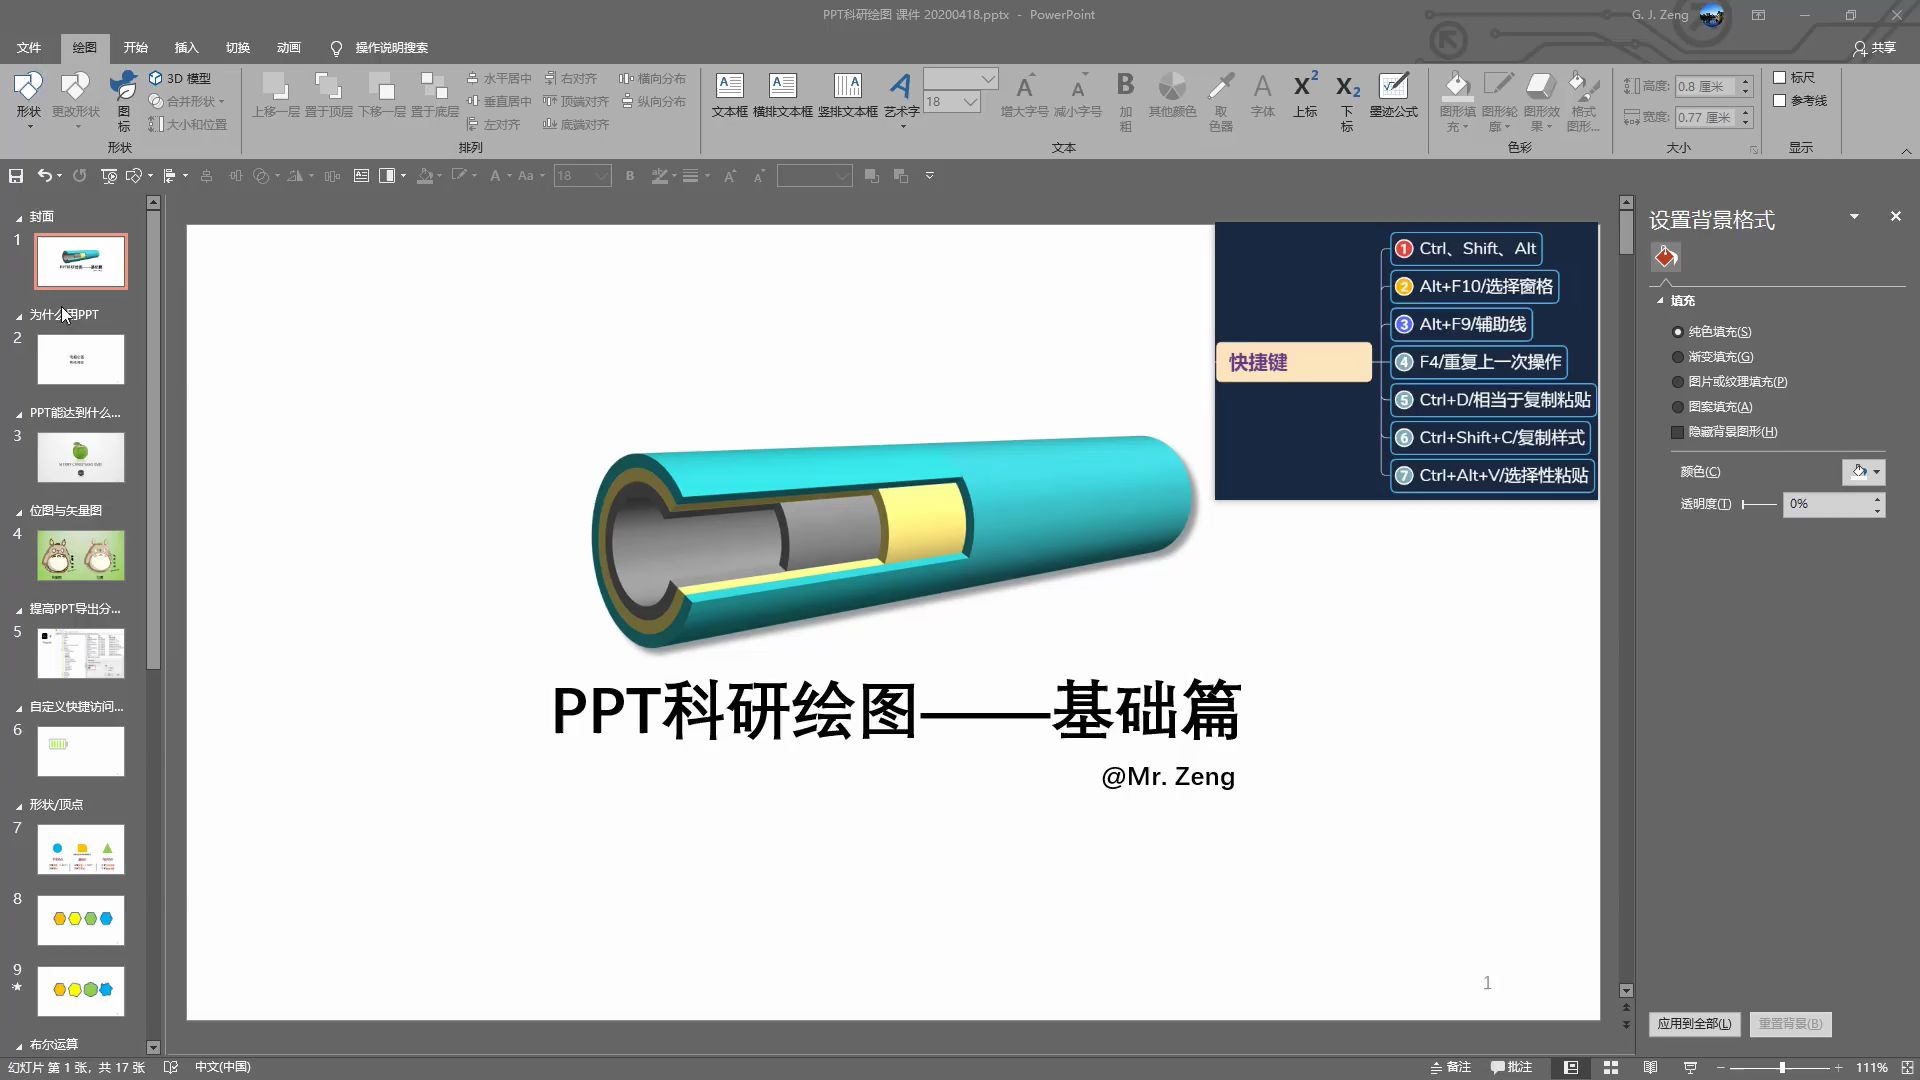 PPT科研绘图 课件 20200418.pptx - PowerPoint
G. J. Zeng
文件
绘图
开始
插入
切换
动画
操作说明搜索
共享
形状
更改形状
图标
3D 模型
合并形状
大小和位置
形状
上移一层
置于顶层
下移一层
置于底层
水平居中
垂直居中
左对齐
右对齐
顶端对齐
底端对齐
横向分布
纵向分布
排列
文本框
横排文本框
竖排文本框
艺术字
18
增大字号
减小字号
加粗
其他颜色
取色器
字体
上标
下标
墨迹公式
文本
图形填充
图形轮廓
图形效果
格式图形...
色彩
高度: 0.8 厘米
宽度: 0.77 厘米
大小
标尺
参考线
显示
18
封面
1
为什么用PPT
2
PPT能达到什么...
3
位图与矢量图
4
提高PPT导出分...
5
自定义快捷访问...
6
形状/顶点
7
8
9
布尔运算
快捷键
1 Ctrl、Shift、Alt
2 Alt+F10/选择窗格
3 Alt+F9/辅助线
4 F4/重复上一次操作
5 Ctrl+D/相当于复制粘贴
6 Ctrl+Shift+C/复制样式
7 Ctrl+Alt+V/选择性粘贴
PPT科研绘图——基础篇
@Mr. Zeng
1
设置背景格式
填充
纯色填充(S)
渐变填充(G)
图片或纹理填充(P)
图案填充(A)
隐藏背景图形(H)
颜色(C)
透明度(T) 0%
应用到全部(L)
重置背景(B)
幻灯片 第 1 张，共 17 张
中文(中国)
备注
批注
111%